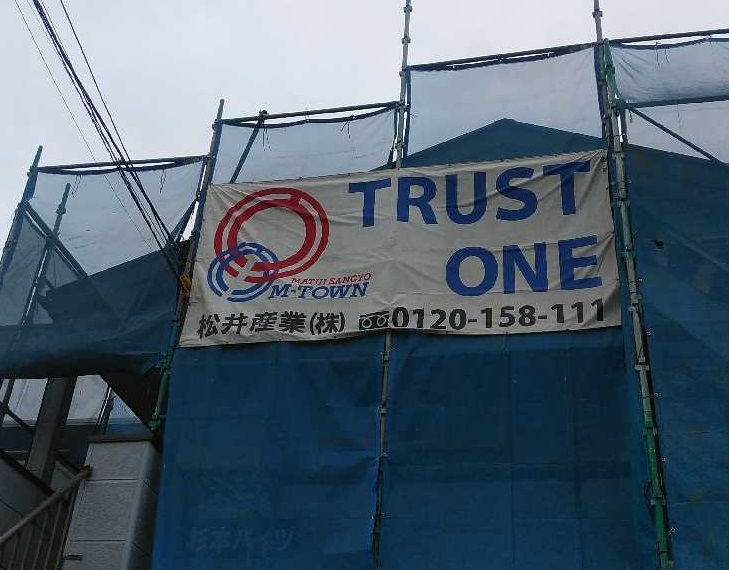 TRUST
ONE
MATUI SANGYO
M-TOWN
松井産業(株) 0120-158-111